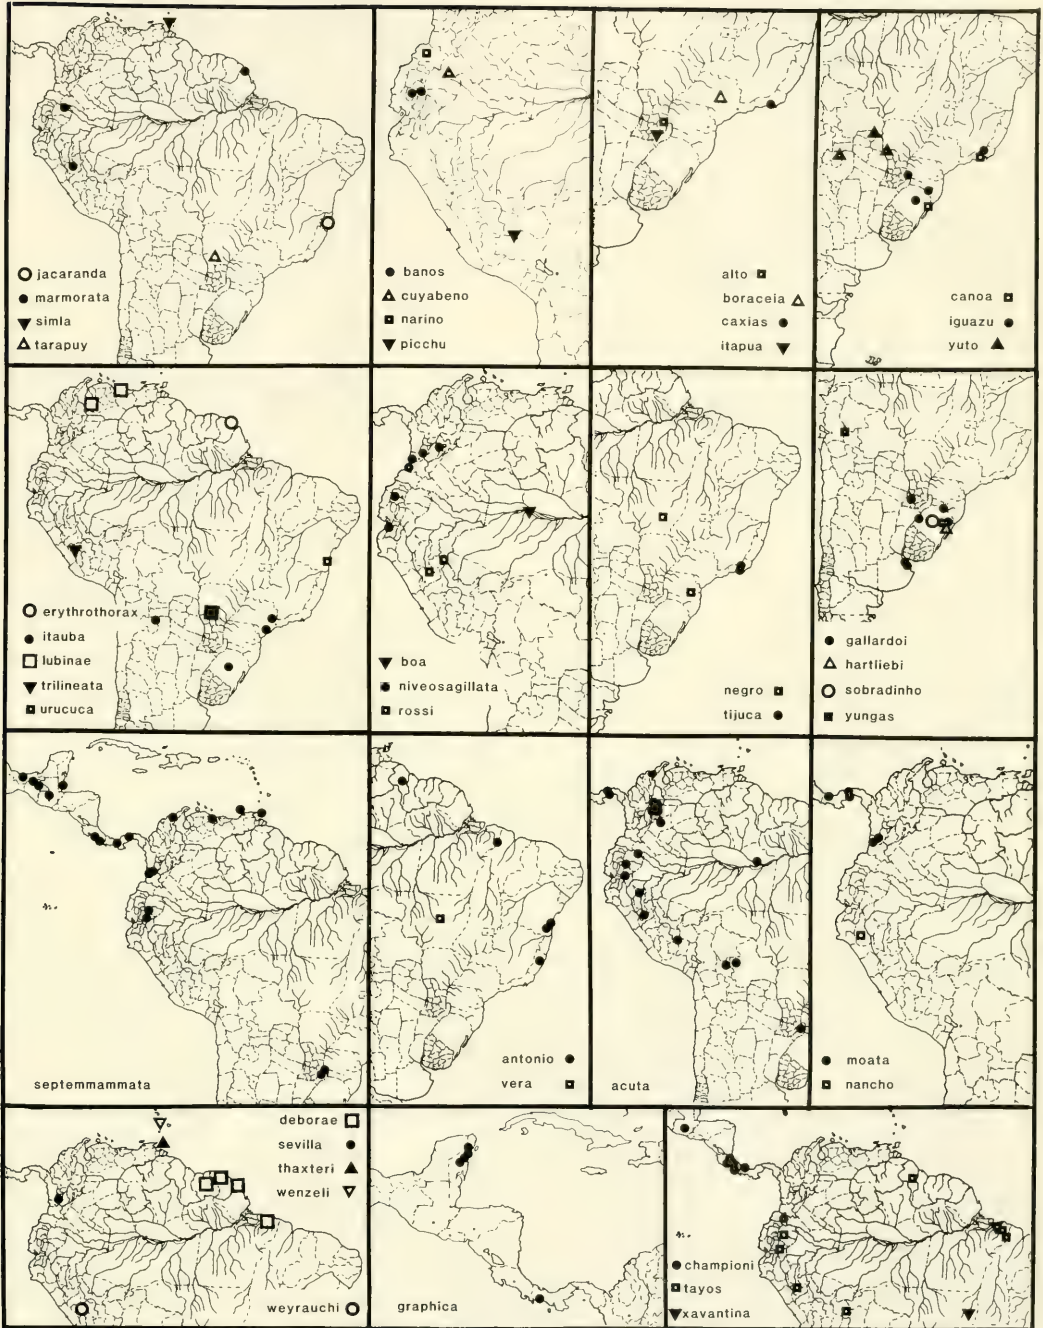 jacaranda
marmorata
simla
tarapuy
banos
cuyabeno
narino
picchu
alto
boraceia
caxias
itapua
canoa
iguazu
yuto
erythrothorax
itauba
lubinae
trilineata
urucuca
boa
niveosagillata
rossi
negro
tijuca
gallardoi
hartliebi
sobradinho
yungas
septemmammata
antonio
vera
acuta
moata
nancho
deborae
sevilla
thaxteri
wenzeli
weyrauchi
graphica
championi
tayos
xavantina